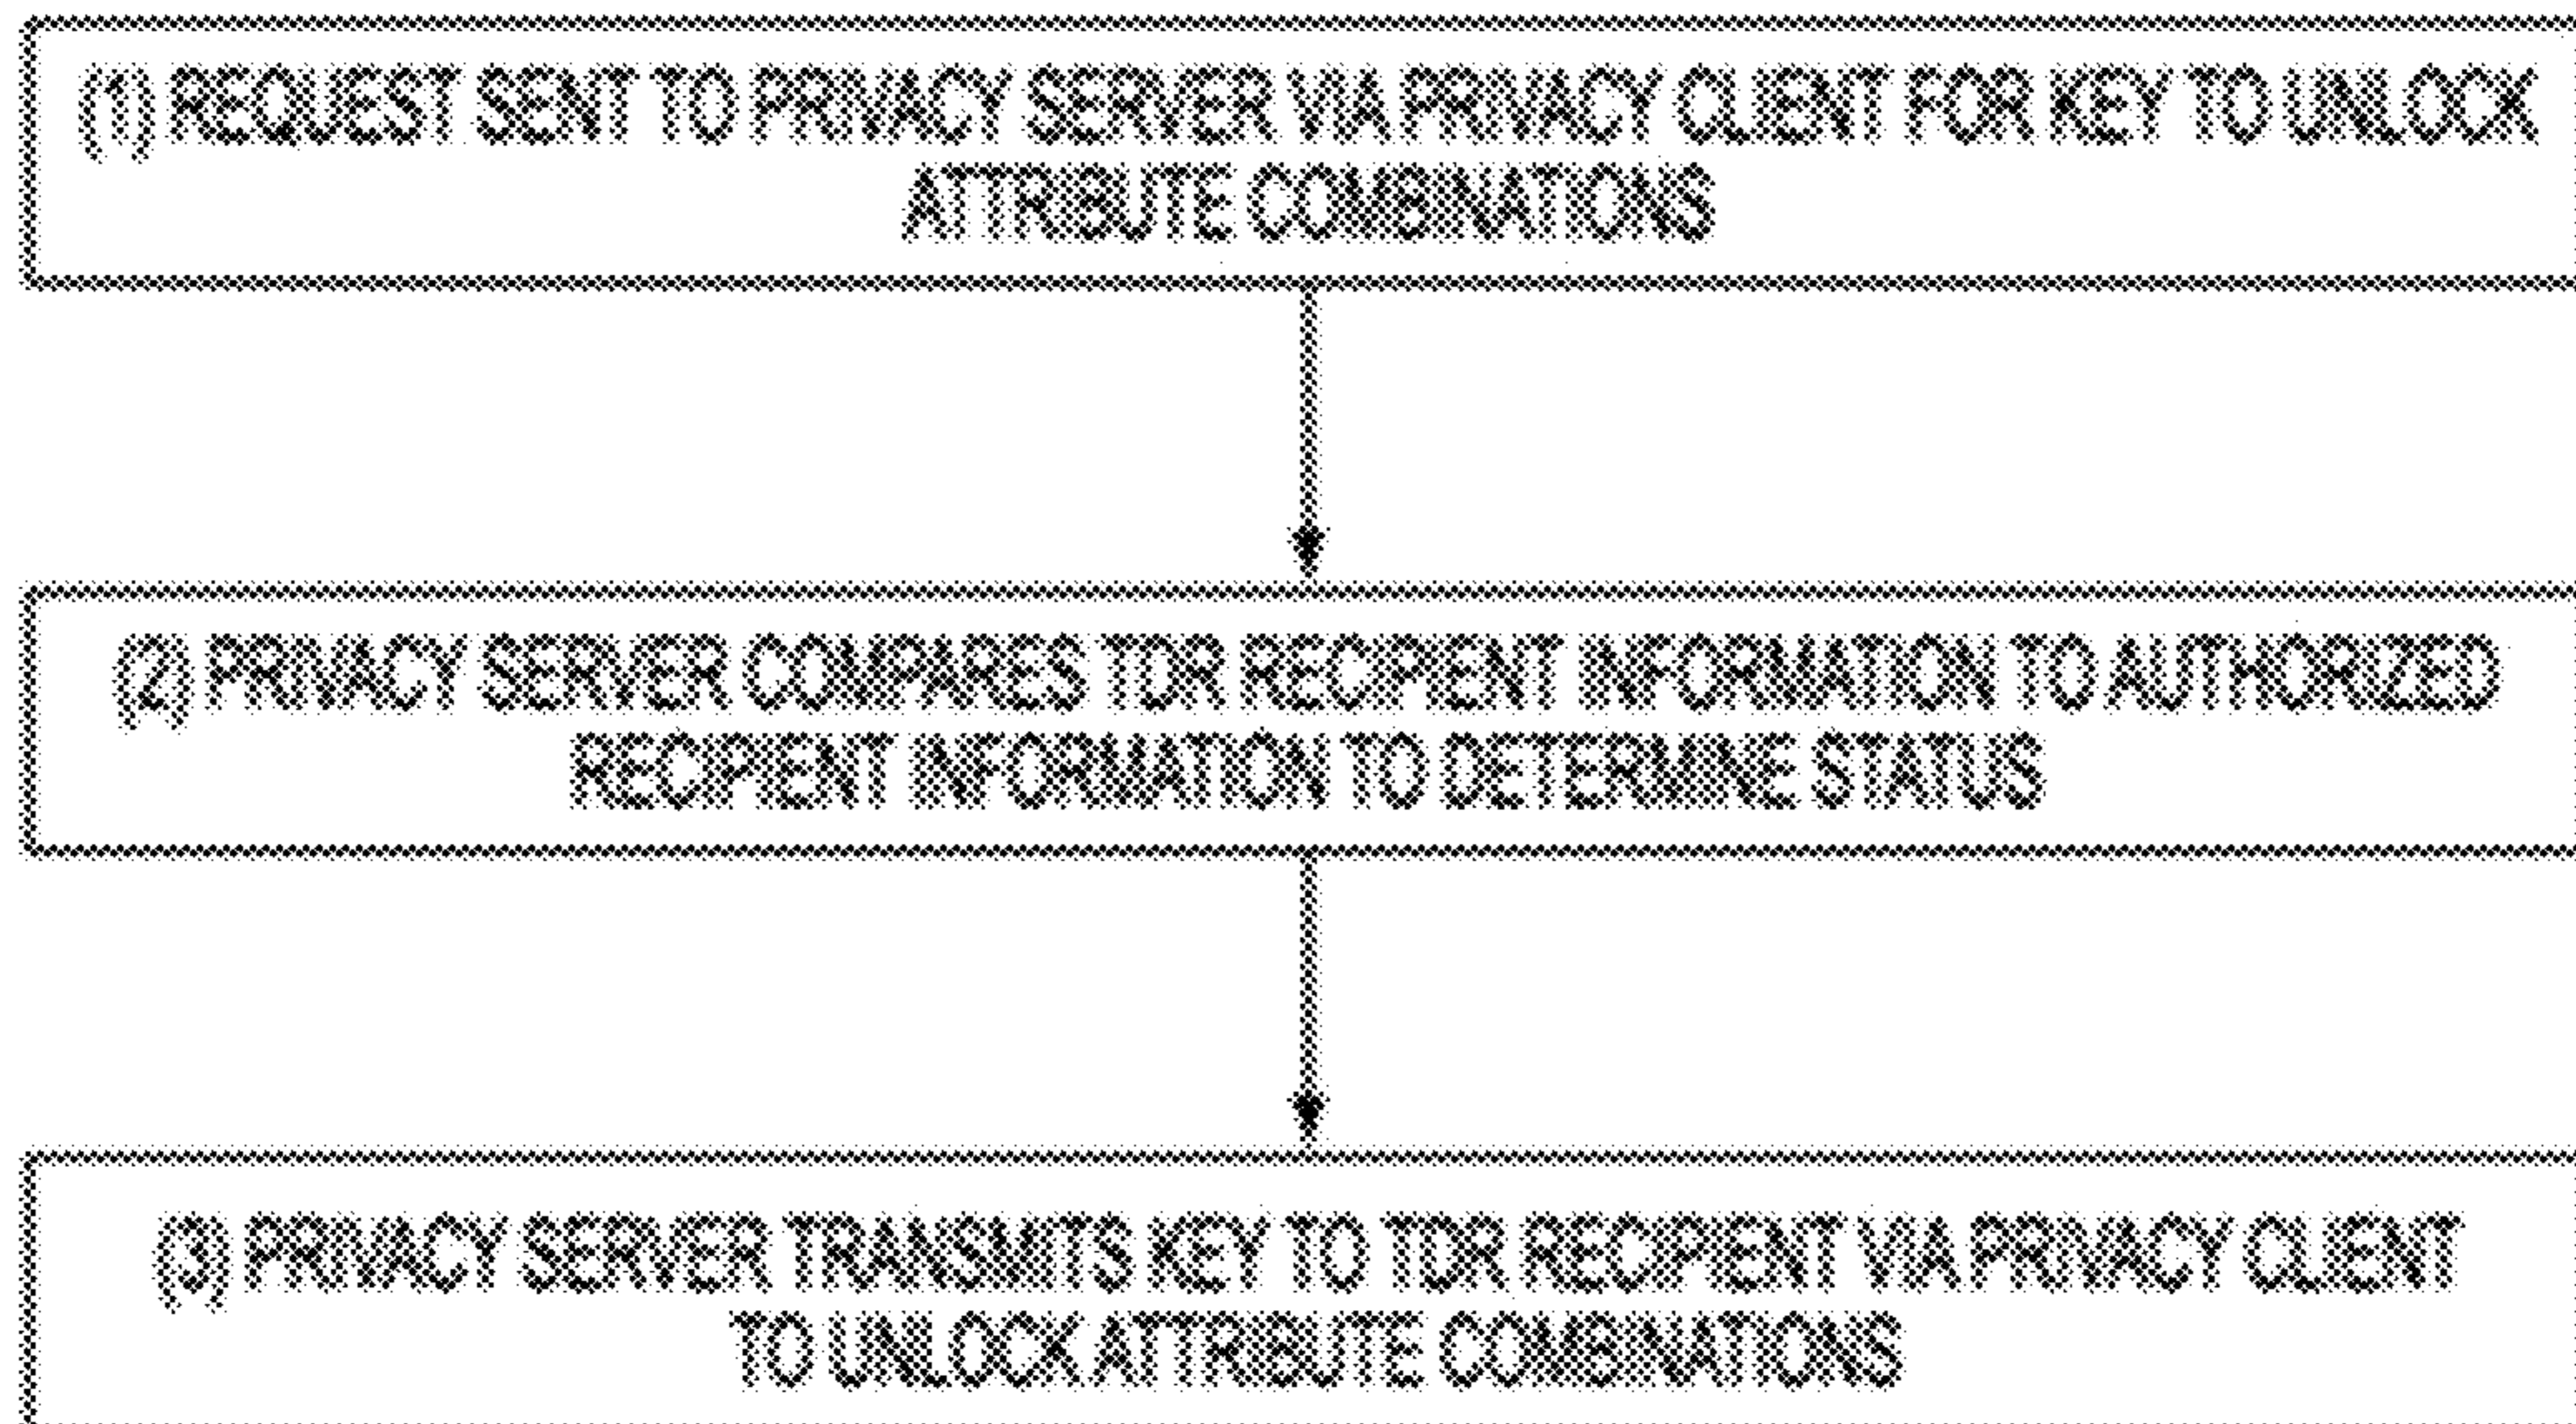 (1) REQUEST SENT TO PRIVACY SERVER VIA PRIVACY CLIENT FOR KEY TO UNLOCK
ATTRIBUTE COMBINATIONS
(2) PRIVACY SERVER COMPARES TDR RECIPIENT INFORMATION TO AUTHORIZED
RECIPIENT INFORMATION TO DETERMINE STATUS
(3) PRIVACY SERVER TRANSMITS KEY TO TDR RECIPIENT VIA PRIVACY CLIENT
TO UNLOCK ATTRIBUTE COMBINATIONS